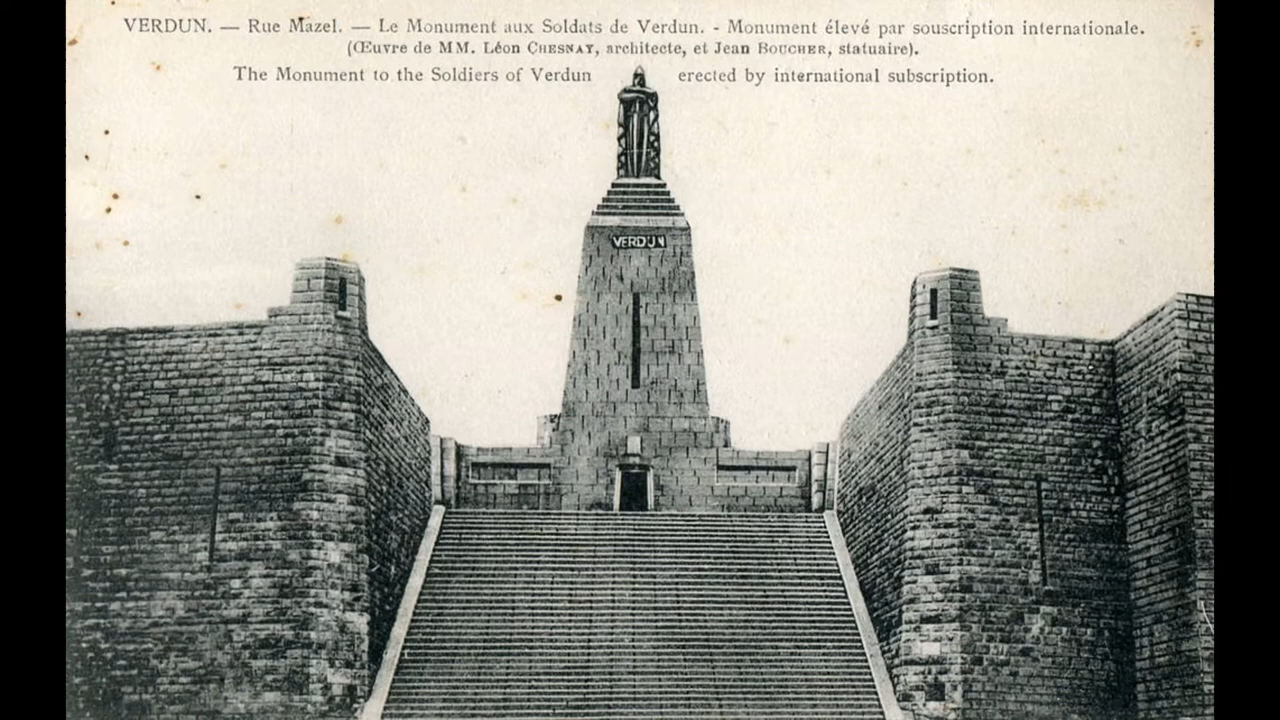 VERDUN. — Rue Mazel. — Le Monument aux Soldats de Verdun. - Monument élevé par souscription internationale.
(Œuvre de MM. Léon CHESNAY, architecte, et Jean BOUCHER, statuaire).
The Monument to the Soldiers of Verdun erected by international subscription.
VERDUN